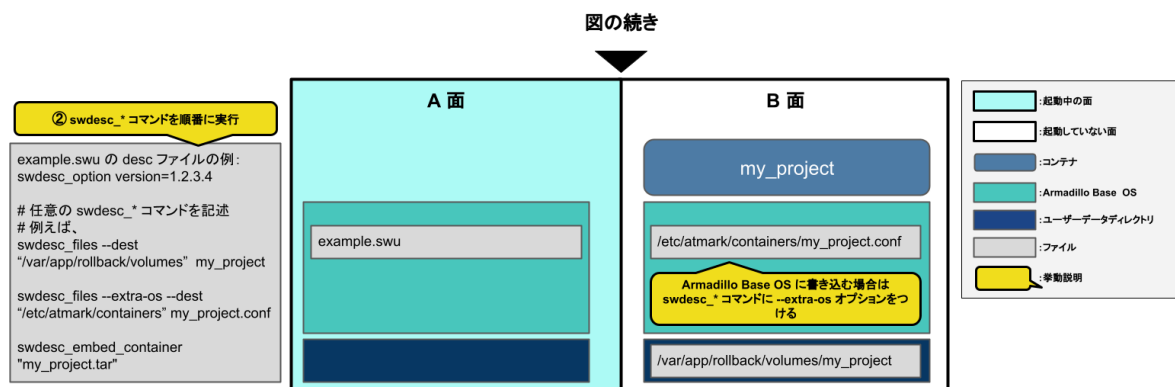 図の続き
A 面
B 面
② swdesc_* コマンドを順番に実行
example.swu の desc ファイルの例:
swdesc_option version=1.2.3.4
# 任意の swdesc_* コマンドを記述
# 例えば、
swdesc_files --dest
“/var/app/rollback/volumes” my_project
swdesc_files --extra-os --dest
“/etc/atmark/containers” my_project.conf
swdesc_embed_container
"my_project.tar"
example.swu
my_project
/etc/atmark/containers/my_project.conf
Armadillo Base OS に書き込む場合は
swdesc_* コマンドに --extra-os オプションをつ
ける
/var/app/rollback/volumes/my_project
:起動中の面
:起動していない面
:コンテナ
:Armadillo Base OS
:ユーザーデータディレクトリ
:ファイル
:挙動説明